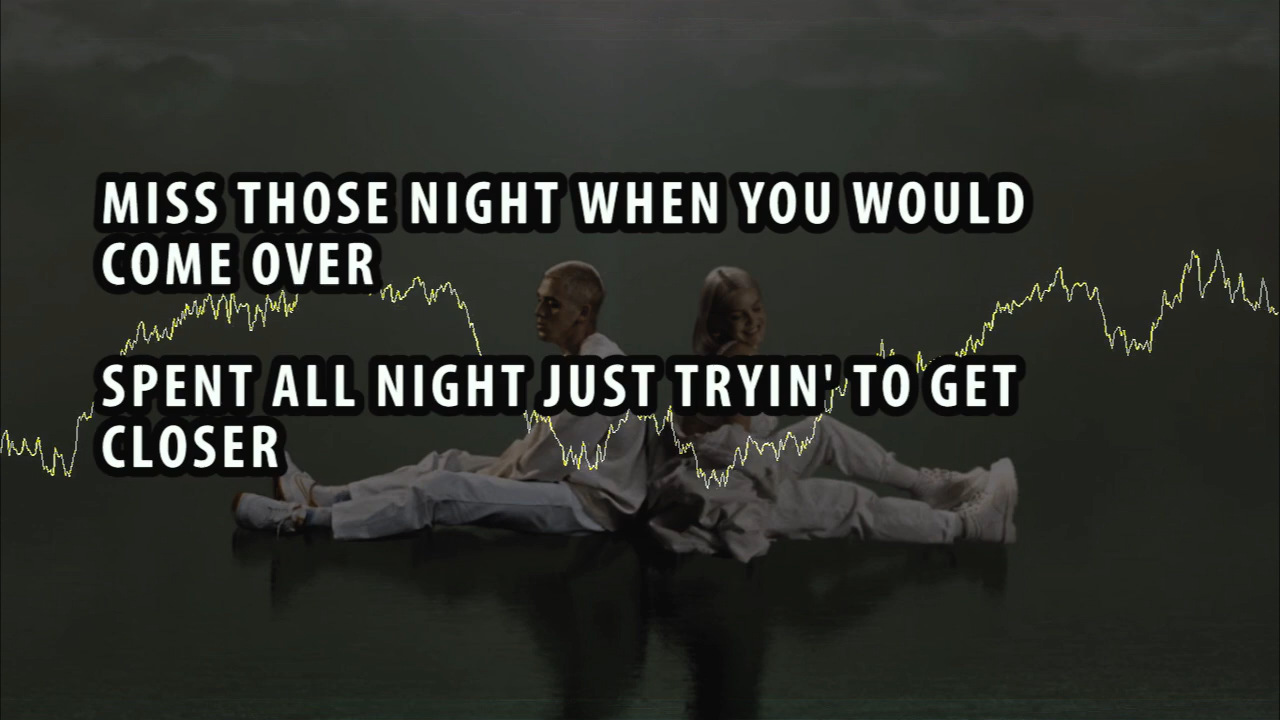 MISS THOSE NIGHT WHEN YOU WOULD
COME OVER
SPENT ALL NIGHT JUST TRYIN' TO GET
CLOSER